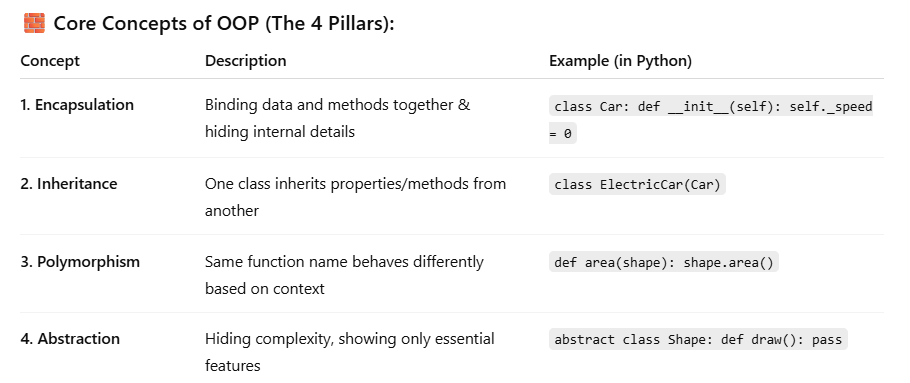 🧱 Core Concepts of OOP (The 4 Pillars):
Concept Description Example (in Python)
1. Encapsulation Binding data and methods together & class Car: def __init__(self): self._speed
hiding internal details = 0
2. Inheritance One class inherits properties/methods from class ElectricCar(Car)
another
3. Polymorphism Same function name behaves differently def area(shape): shape.area()
based on context
4. Abstraction Hiding complexity, showing only essential abstract class Shape: def draw(): pass
features